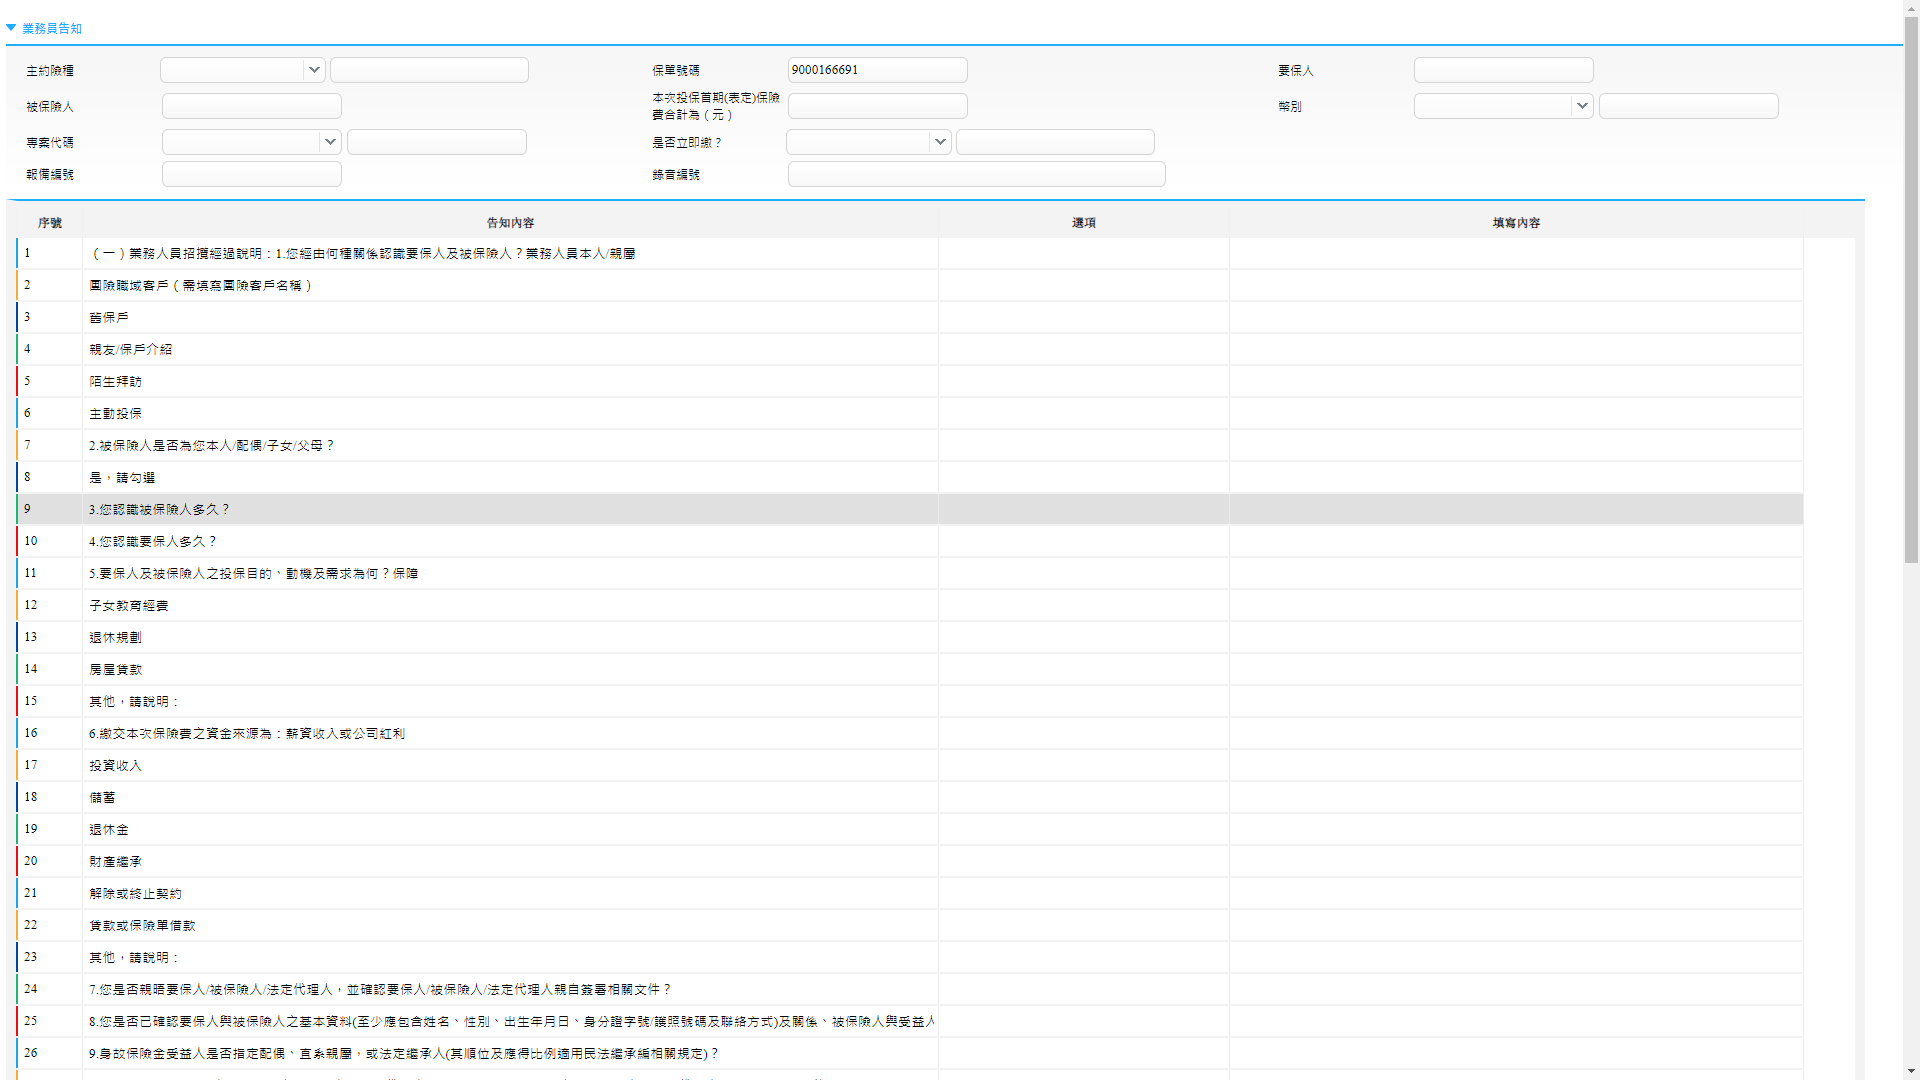 業務員告知
主約險種 保單號碼 9000166691 要保人
被保險人 本次投保首期(表定)保險費合計為（元） 幣別
專案代碼 是否立即繳？
報備編號 錄音編號
序號 告知內容 選項 填寫內容
1 （一）業務人員招攬經過說明：1.您經由何種關係認識要保人及被保險人？業務人員本人/親屬
2 團險職域客戶（需填寫團險客戶名稱）
3 舊保戶
4 親友/保戶介紹
5 陌生拜訪
6 主動投保
7 2.被保險人是否為您本人/配偶/子女/父母？
8 是，請勾選
9 3.您認識被保險人多久？
10 4.您認識要保人多久？
11 5.要保人及被保險人之投保目的、動機及需求為何？保障
12 子女教育經費
13 退休規劃
14 房屋貸款
15 其他，請說明：
16 6.繳交本次保險費之資金來源為：薪資收入或公司紅利
17 投資收入
18 儲蓄
19 退休金
20 財產繼承
21 解除或終止契約
22 貸款或保險單借款
23 其他，請說明：
24 7.您是否親晤要保人/被保險人/法定代理人，並確認要保人/被保險人/法定代理人親自簽署相關文件？
25 8.您是否已確認要保人與被保險人之基本資料(至少應包含姓名、性別、出生年月日、身分證字號/護照號碼及聯絡方式)及關係、被保險人與受益人
26 9.身故保險金受益人是否指定配偶、直系親屬，或法定繼承人(其順位及應得比例適用民法繼承編相關規定)？